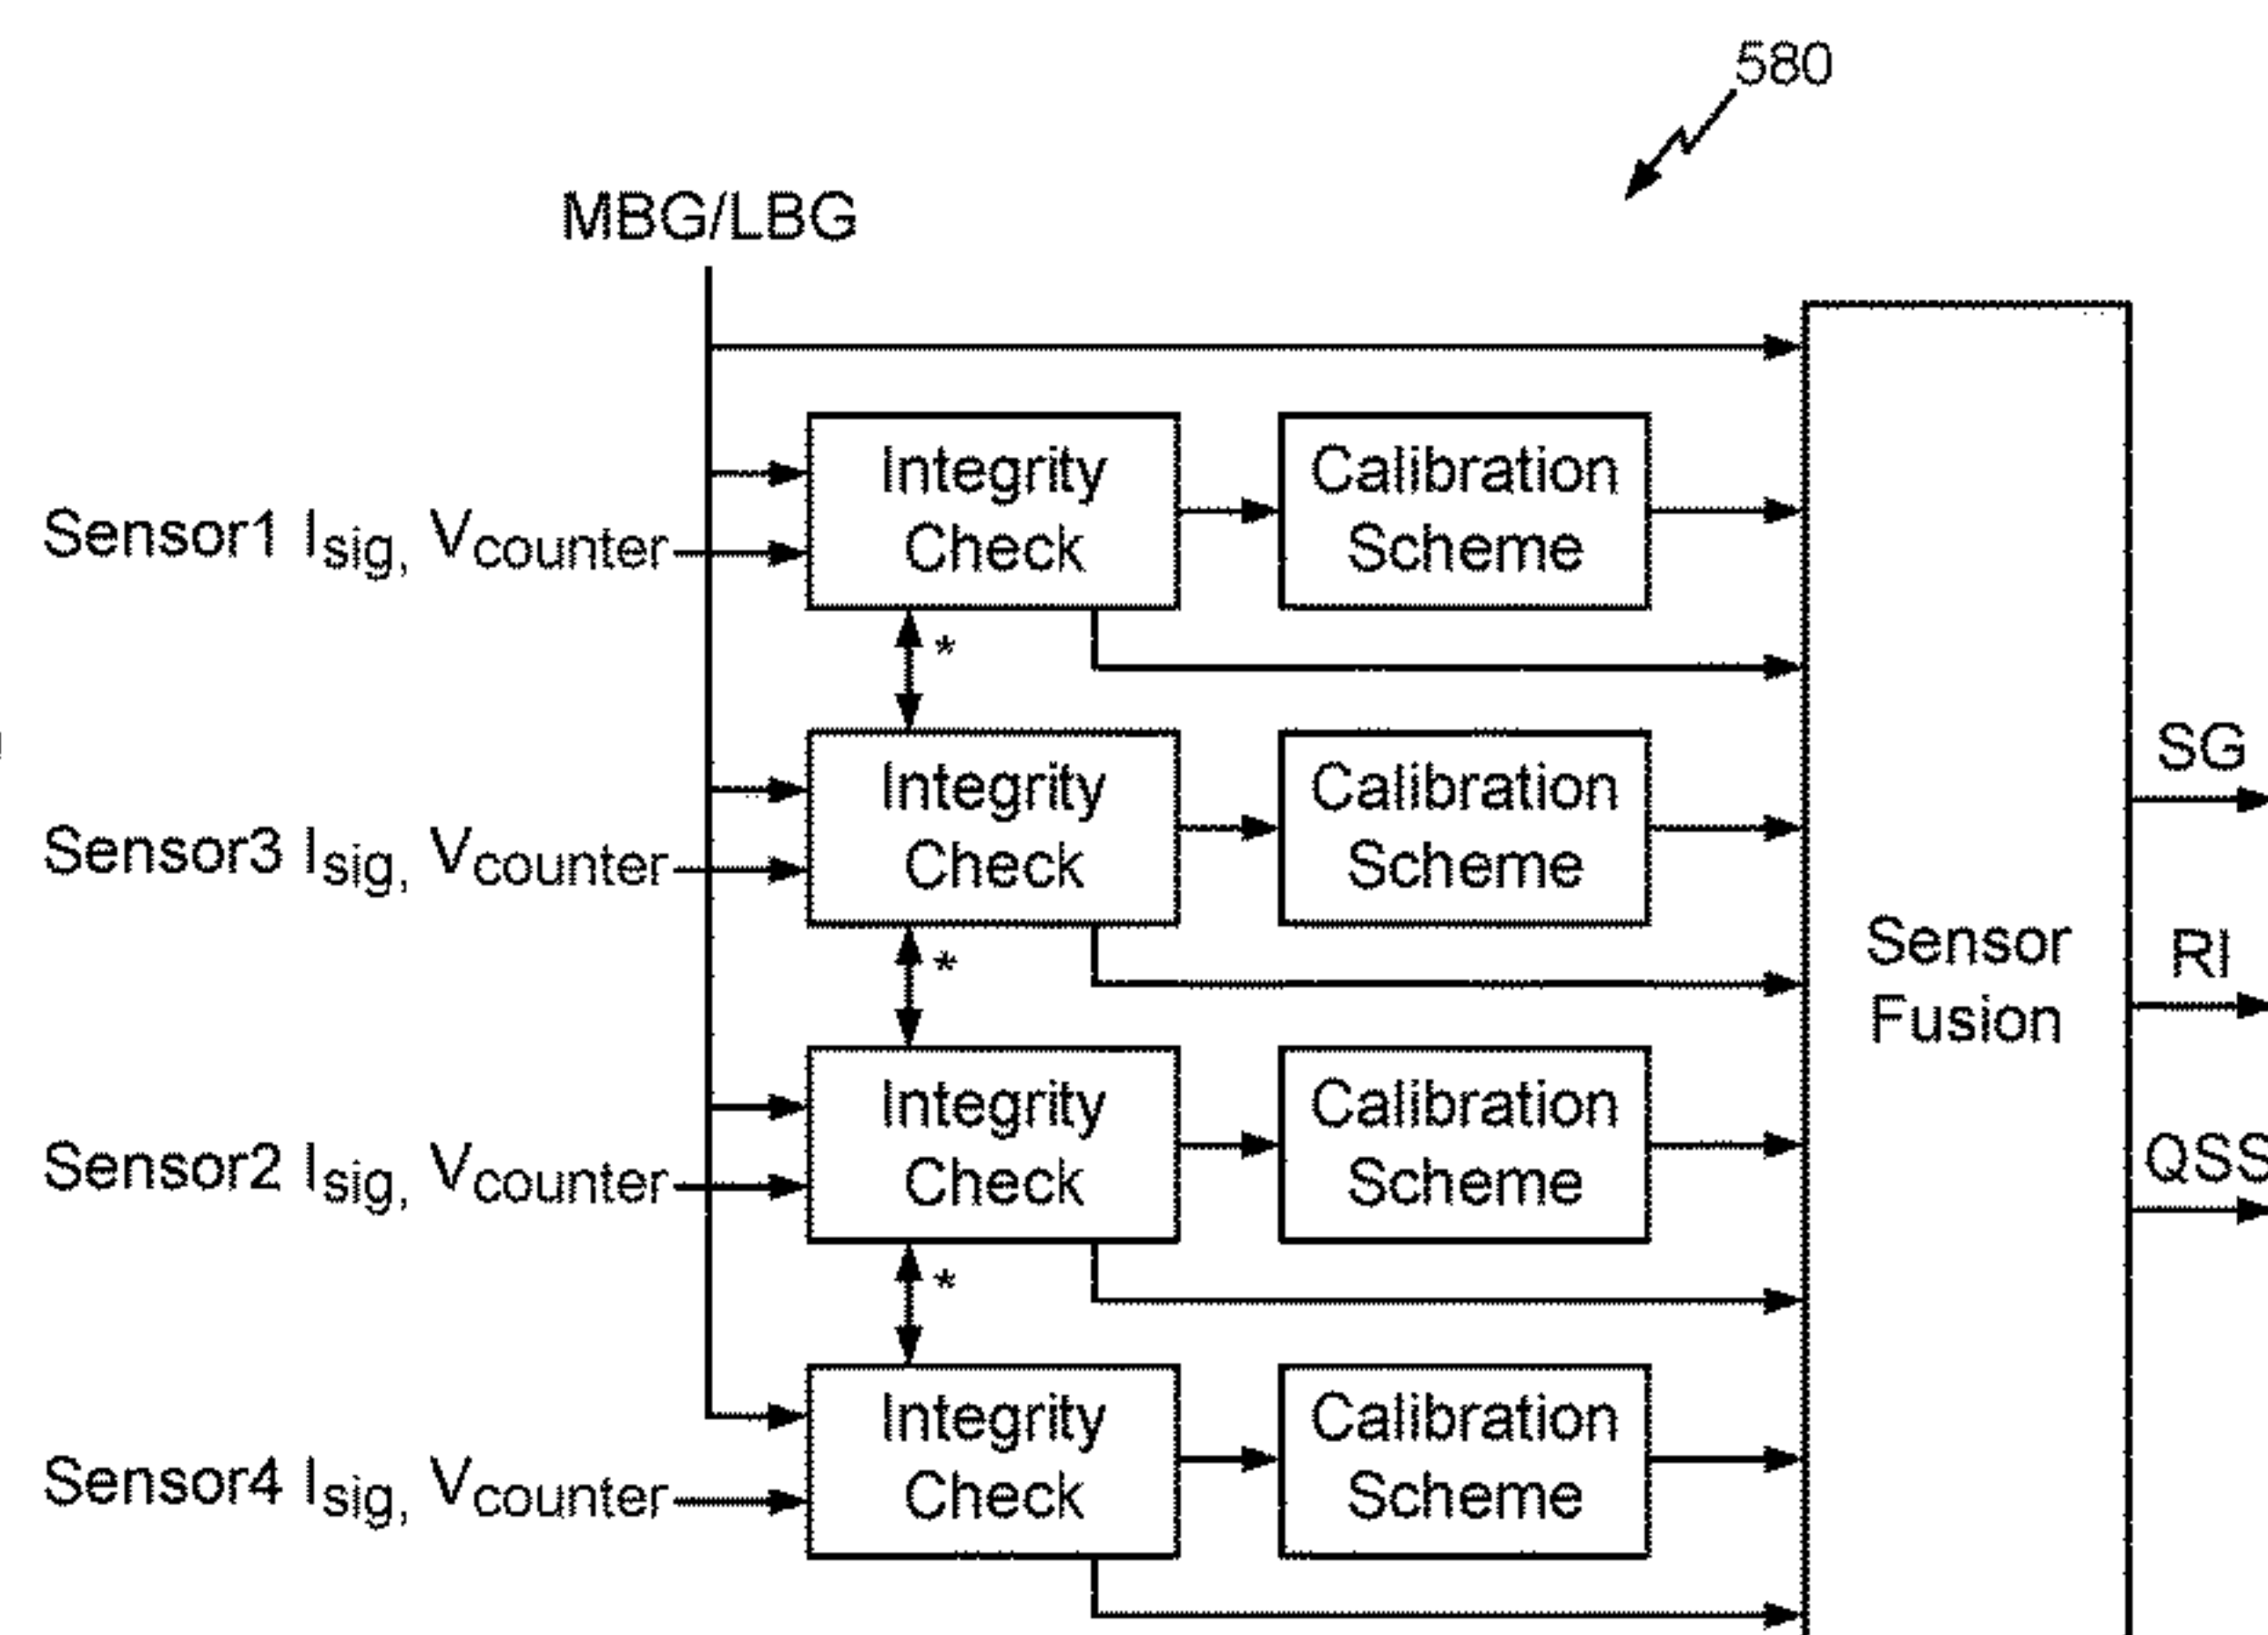 580
MBG/LBG
Integrity
Check
Calibration
Scheme
Sensor1 Isig, Vcounter
*
Integrity
Check
Calibration
Scheme
Sensor3 Isig, Vcounter
*
SG
Sensor
Fusion
RI
Integrity
Check
Calibration
Scheme
Sensor2 Isig, Vcounter
QSS
*
Integrity
Check
Calibration
Scheme
Sensor4 Isig, Vcounter